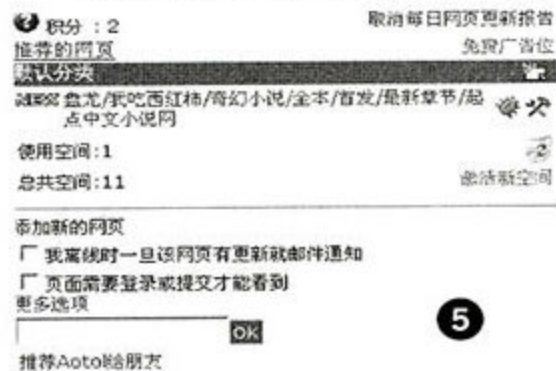 积分：2
取消每日网页更新报告
推荐的网页
免费广告位
默认分类
盘龙/我吃西红柿/奇幻小说/全本/首发/最新章节/起点中文小说网
使用空间:1
2
总共空间:11
激活新空间
添加新的网页
我离线时一旦该网页有更新就邮件通知
页面需要登录或提交才能看到
更多选项
OK
5
推荐Aotol给朋友